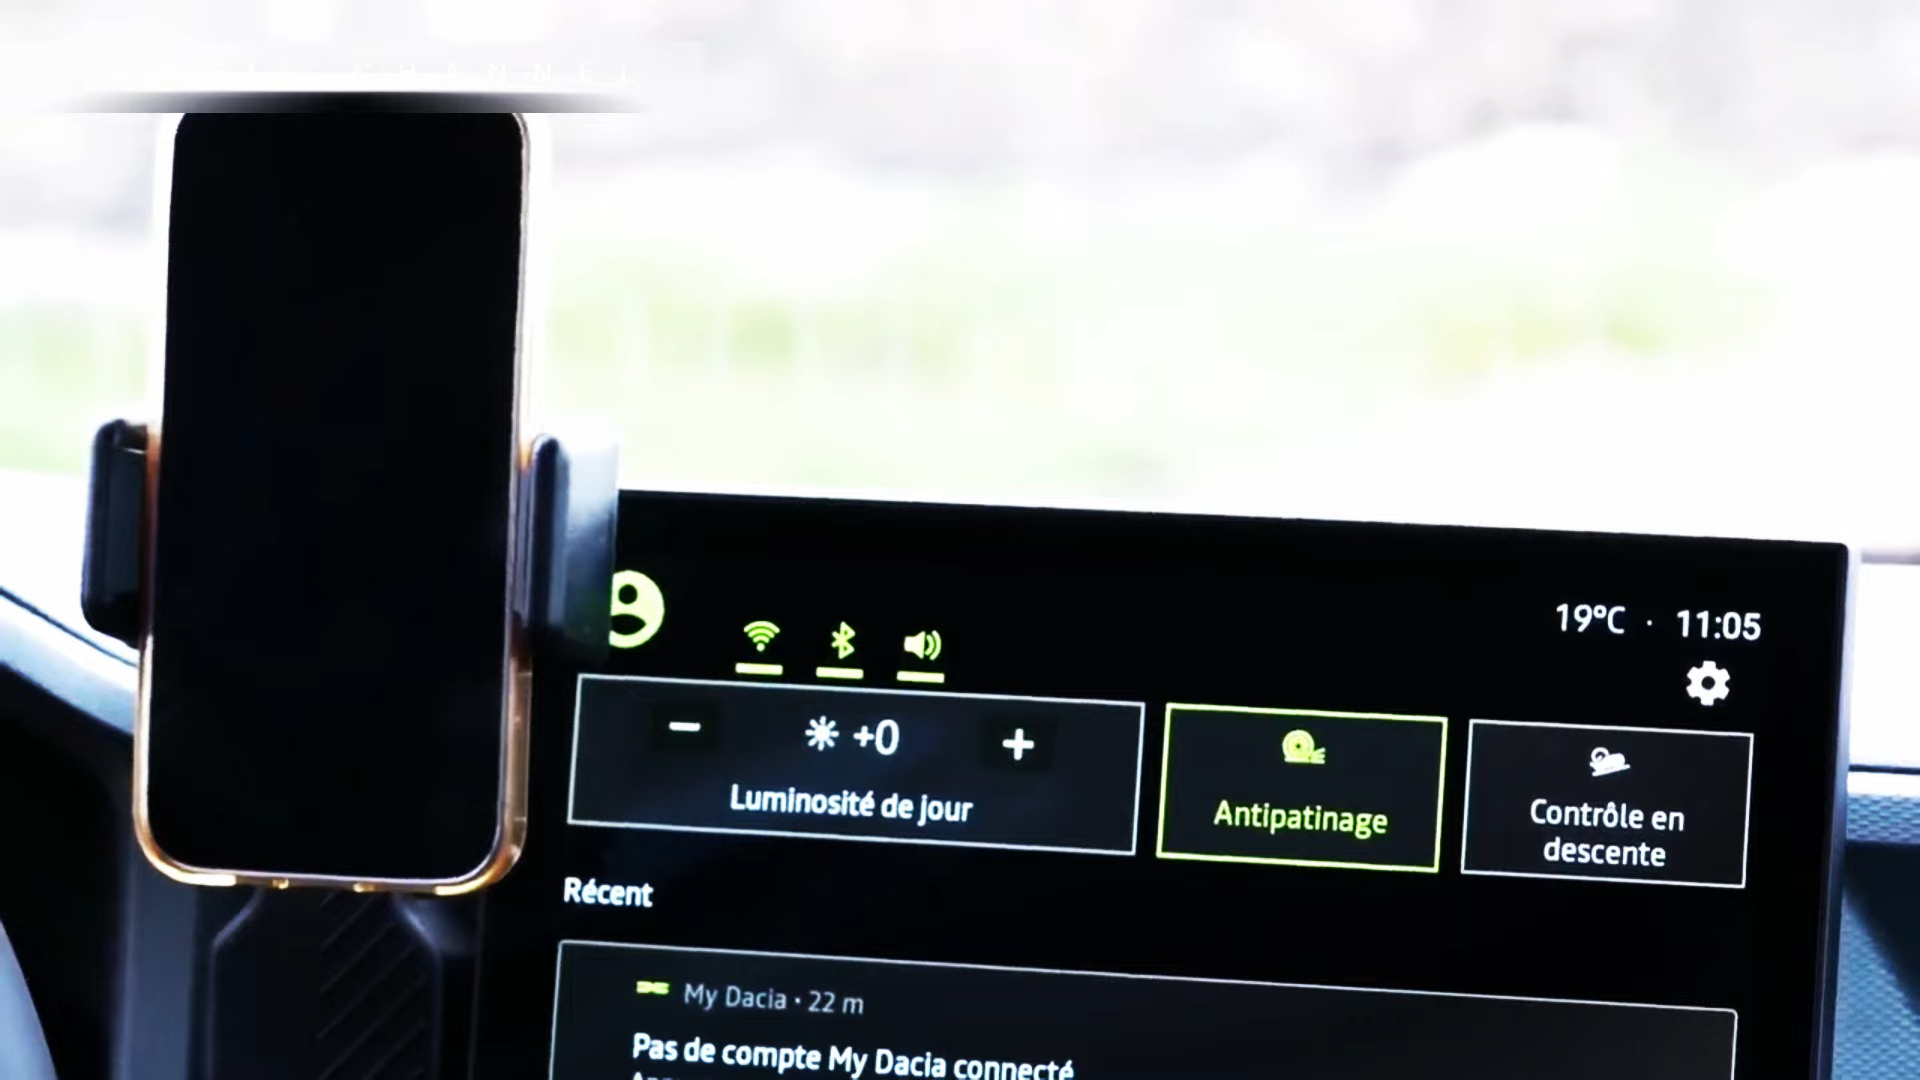 CHANNEL
19°C · 11:05
+0
Luminosité de jour
Antipatinage
Contrôle en
descente
Récent
My Dacia · 22 m
Pas de compte My Dacia connecté